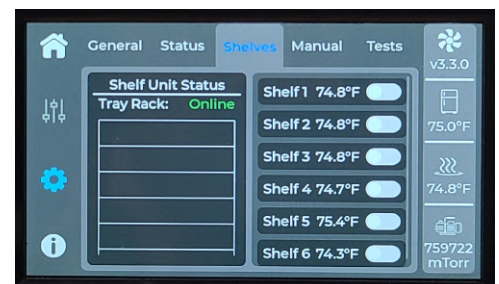 General Status Shelves Manual Tests
v3.3.0
Shelf Unit Status
Tray Rack: Online
Shelf 1 74.8°F
Shelf 2 74.8°F
Shelf 3 74.8°F
Shelf 4 74.7°F
Shelf 5 75.4°F
Shelf 6 74.3°F
75.0°F
74.8°F
759722
mTorr